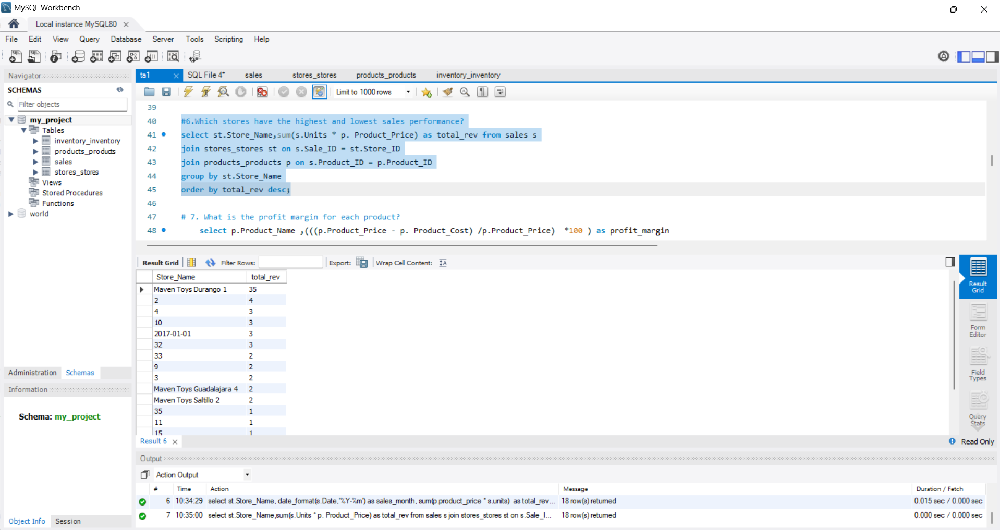 MySQL Workbench
Local instance MySQL80
File Edit View Query Database Server Tools Scripting Help
Navigator
SCHEMAS
Filter objects
my_project
Tables
inventory_inventory
products_products
sales
stores_stores
Views
Stored Procedures
Functions
world
Administration Schemas
Information
Schema: my_project
Object Info Session
ta1 SQL File 4* sales stores_stores products_products inventory_inventory
Limit to 1000 rows
39
40 #6.Which stores have the highest and lowest sales performance?
41 select st.Store_Name,sum(s.Units * p. Product_Price) as total_rev from sales s
42 join stores_stores st on s.Sale_ID = st.Store_ID
43 join products_products p on s.Product_ID = p.Product_ID
44 group by st.Store_Name
45 order by total_rev desc;
46
47 # 7. What is the profit margin for each product?
48 select p.Product_Name ,(((p.Product_Price - p. Product_Cost) /p.Product_Price) *100 ) as profit_margin
Result Grid Filter Rows: Export: Wrap Cell Content:
Store_Name total_rev
Maven Toys Durango 1 35
2 4
4 3
10 3
2017-01-01 3
32 3
33 2
9 2
3 2
Maven Toys Guadalajara 4 2
Maven Toys Saltillo 2 2
35 1
11 1
15 1
Result Grid
Form Editor
Field Types
Query Stats
Result 6
Read Only
Output
Action Output
# Time Action Message Duration / Fetch
6 10:34:29 select st.Store_Name, date_format(s.Date,"%Y-%m") as sales_month, sum(p.product_price * s.units) as total_rev... 18 row(s) returned 0.015 sec / 0.000 sec
7 10:35:00 select st.Store_Name,sum(s.Units * p. Product_Price) as total_rev from sales s join stores_stores st on s.Sale_I... 18 row(s) returned 0.000 sec / 0.000 sec